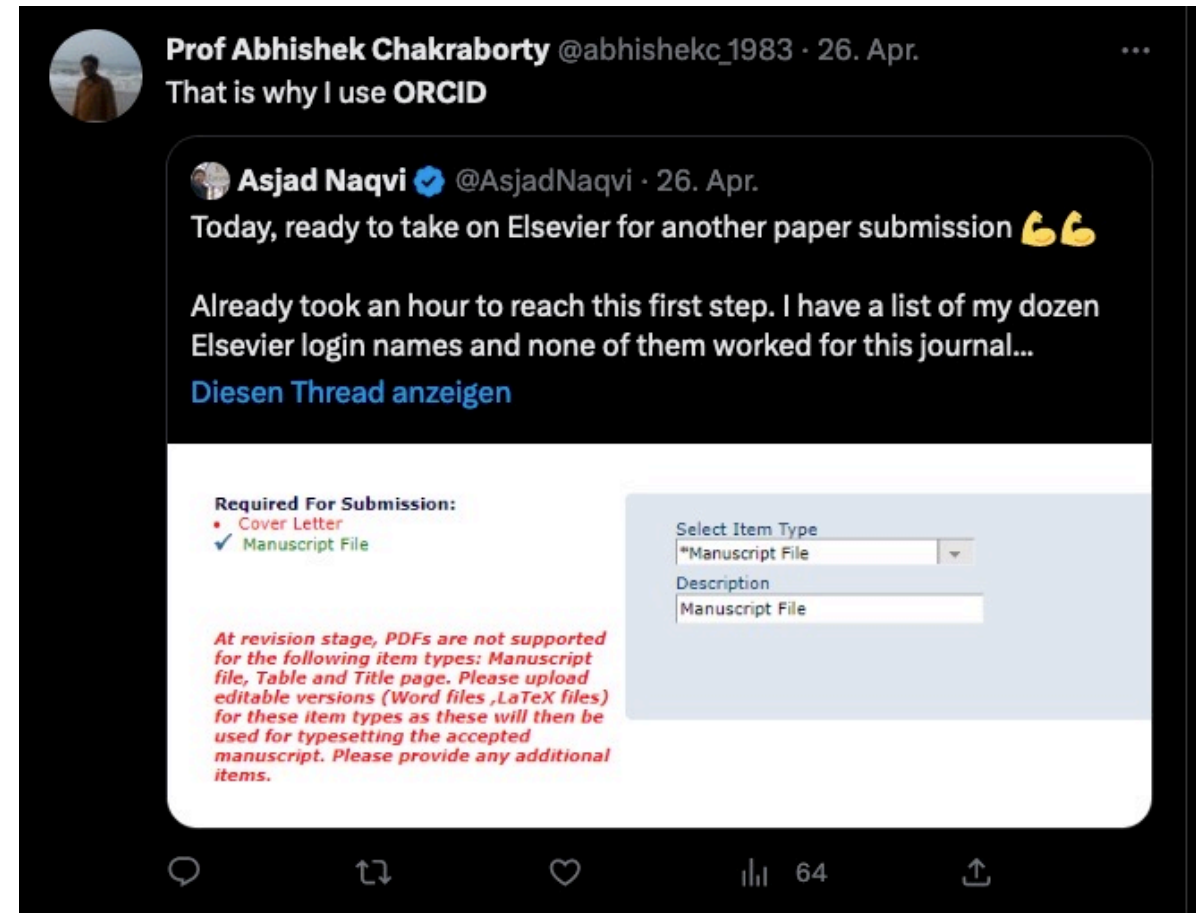 Prof Abhishek Chakraborty @abhishekc_1983 · 26. Apr.
That is why I use ORCID
Asjad Naqvi @AsjadNaqvi · 26. Apr.
Today, ready to take on Elsevier for another paper submission 💪💪
Already took an hour to reach this first step. I have a list of my dozen
Elsevier login names and none of them worked for this journal...
Diesen Thread anzeigen
Required For Submission:
Cover Letter
Manuscript File
Select Item Type
*Manuscript File
Description
Manuscript File
At revision stage, PDFs are not supported
for the following item types: Manuscript
file, Table and Title page. Please upload
editable versions (Word files ,LaTeX files)
for these item types as these will then be
used for typesetting the accepted
manuscript. Please provide any additional
items.
64